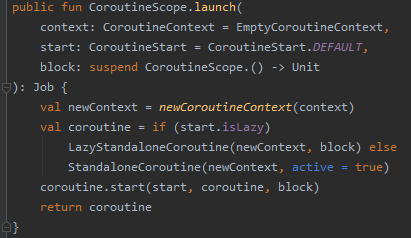 public fun CoroutineScope.launch(
    context: CoroutineContext = EmptyCoroutineContext,
    start: CoroutineStart = CoroutineStart.DEFAULT,
    block: suspend CoroutineScope.() -> Unit
): Job {
    val newContext = newCoroutineContext(context)
    val coroutine = if (start.isLazy)
        LazyStandaloneCoroutine(newContext, block) else
        StandaloneCoroutine(newContext, active = true)
    coroutine.start(start, coroutine, block)
    return coroutine
}